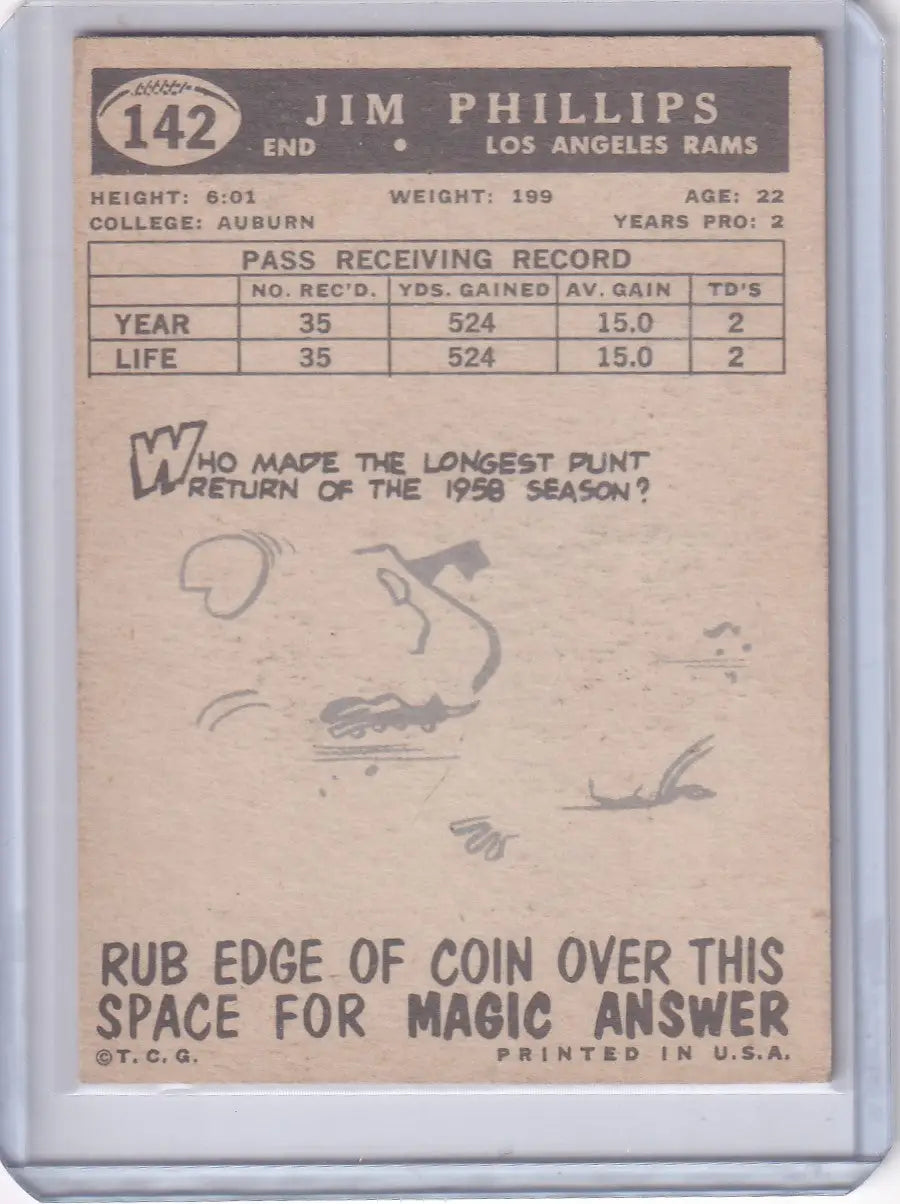 142
JIM PHILLIPS
END • LOS ANGELES RAMS
HEIGHT: 6:01 WEIGHT: 199 AGE: 22
COLLEGE: AUBURN YEARS PRO: 2
PASS RECEIVING RECORD
NO. REC'D. YDS. GAINED AV. GAIN TD'S
YEAR 35 524 15.0 2
LIFE 35 524 15.0 2
WHO MADE THE LONGEST PUNT
RETURN OF THE 1958 SEASON?
RUB EDGE OF COIN OVER THIS
SPACE FOR MAGIC ANSWER
©T. C. G. PRINTED IN U.S.A.